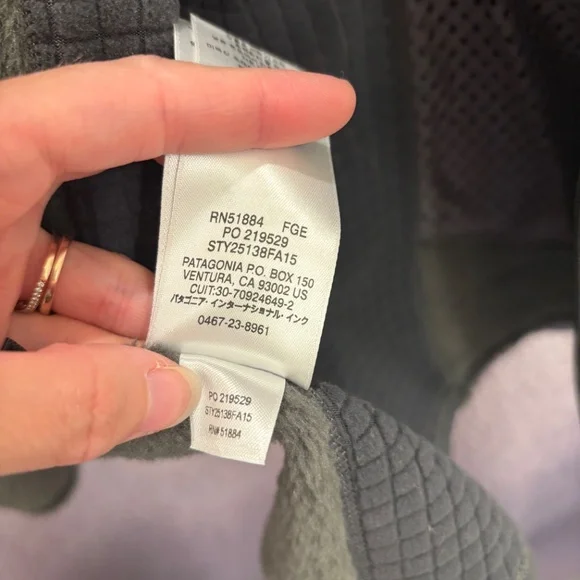 RN51884 FGE
PO 219529
STY25138FA15
PATAGONIA P.O. BOX 150
VENTURA, CA 93002 US
CUIT:30-70924649-2
パタゴニア・インターナショナル・インク
0467-23-8961
PO 219529
STY25138FA15
RN# 51884